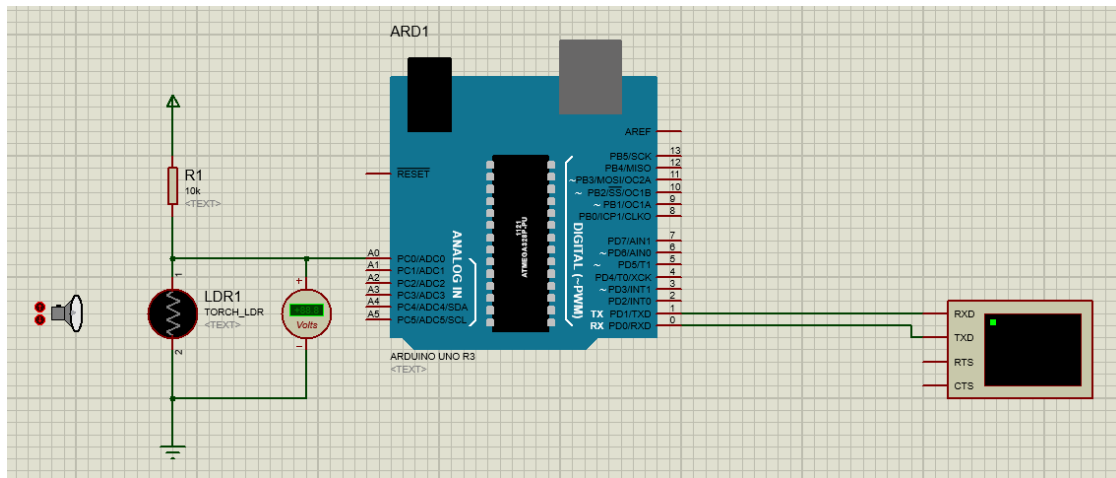 ARD1
R1
10k
<TEXT>
LDR1
TORCH_LDR
<TEXT>
1
2
+
Volts
−
RESET
A0 PC0/ADC0
A1 PC1/ADC1
A2 PC2/ADC2
A3 PC3/ADC3
A4 PC4/ADC4/SDA
A5 PC5/ADC5/SCL
ANALOG IN
1121
ATMEGA328P-PU
DIGITAL (~PWM)
AREF
PB5/SCK 13
PB4/MISO 12
~PB3/MOSI/OC2A 11
~ PB2/SS/OC1B 10
~ PB1/OC1A 9
PB0/ICP1/CLKO 8
PD7/AIN1 7
~ PD6/AIN0 6
~ PD5/T1 5
PD4/T0/XCK 4
~ PD3/INT1 3
PD2/INT0 2
TX PD1/TXD 1
RX PD0/RXD 0
ARDUINO UNO R3
<TEXT>
RXD
TXD
RTS
CTS